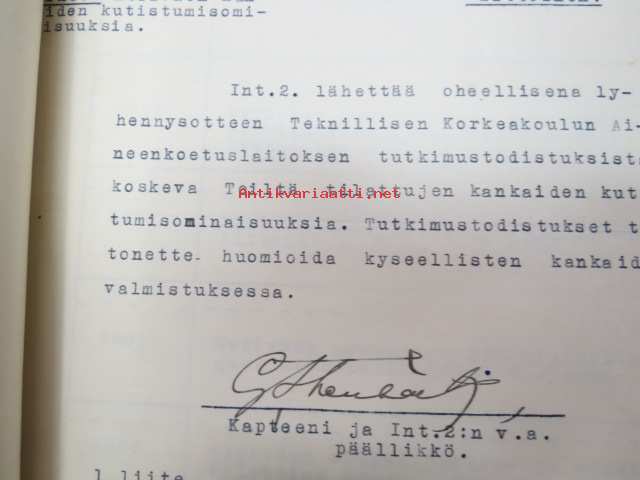 iden kutistumisomi-
isuuksia.
Int.2. lähettää oheellisena ly-
hennysotteen Teknillisen Korkeakoulun Ai-
neenkoetuslaitoksen tutkimustodistuksista
koskeva Teiltä tilattujen kankaiden kut
Antikvariaatti.net
tumisominaisuuksia. Tutkimustodistukset t
tonette- huomioida kyseellisten kankaid
valmistuksessa.
Kapteeni ja Int.2:n v.a.
päällikkö.
1 liite